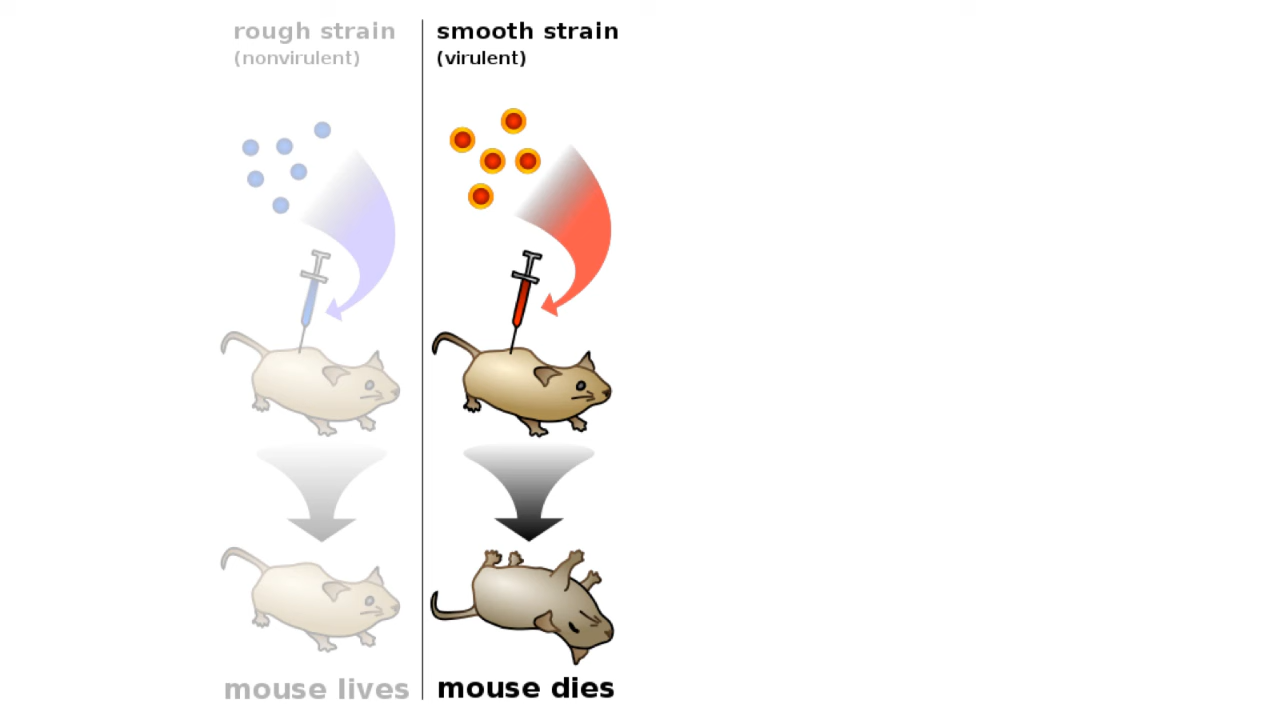 rough strain
(nonvirulent)
mouse lives
smooth strain
(virulent)
mouse dies